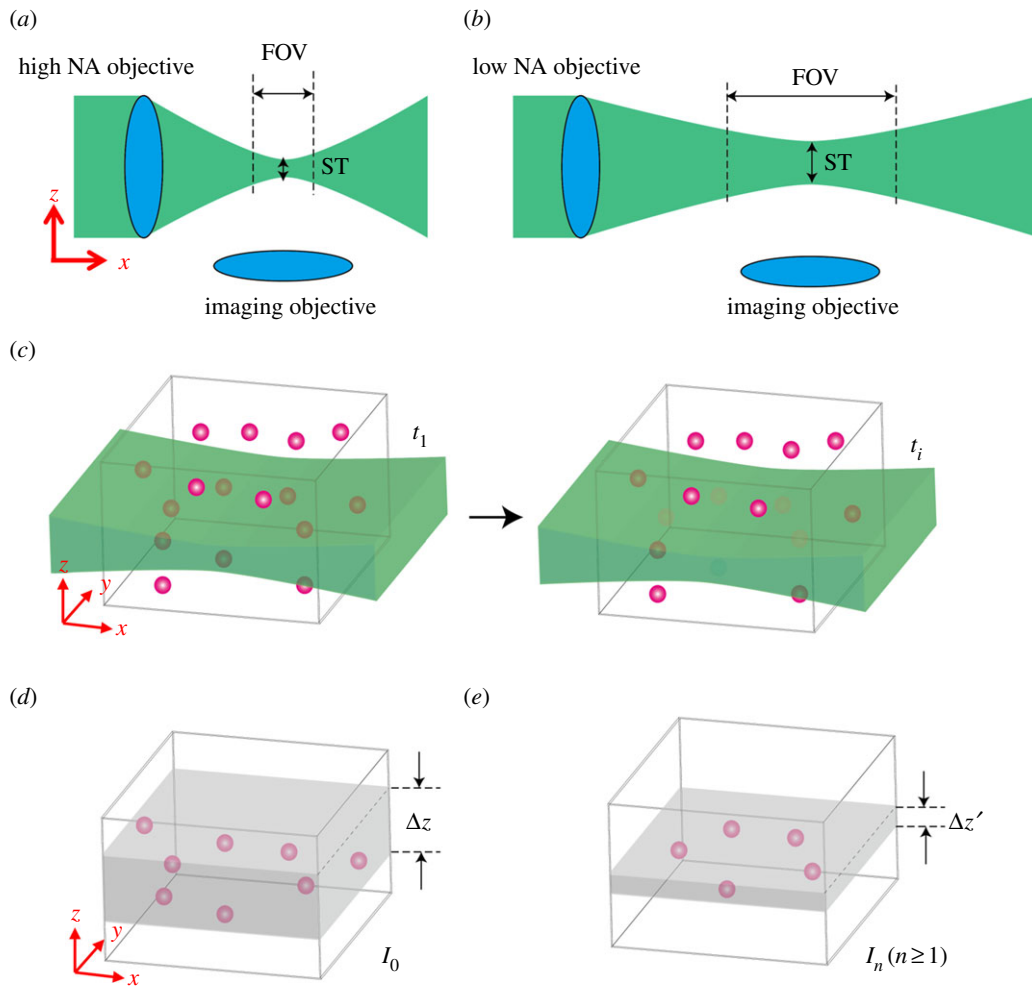 (a)
(b)
FOV
high NA objective
low NA objective
FOV
ST
ST
z
x
imaging objective
imaging objective
(c)
t₁
tᵢ
z
y
x
(d)
(e)
Δz
Δz′
z
y
x
I₀
Iₙ (n ≥ 1)